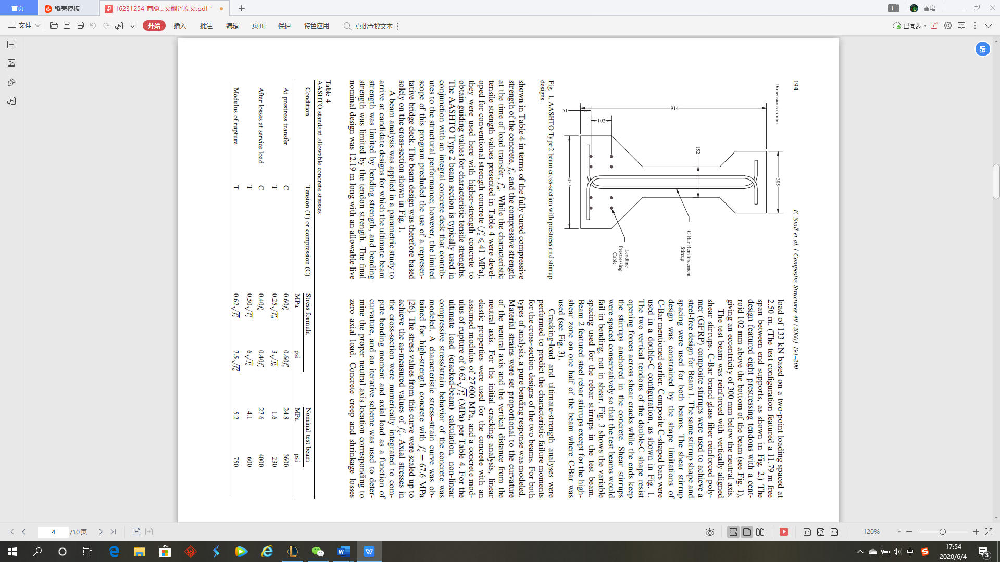 首页
稻壳模板
16231254-商聪...文翻译原文.pdf *
1
香皂
文件
开始
插入
批注
编辑
页面
保护
特色应用
点此查找文本
已同步
194
F. Stoll et al. / Composite Structures 49 (2000) 191–200
Dimensions in mm.
305
914
152
102
51
457
C-Bar Reinforcement
Stirrup
Leadline
Prestressing
Cable
Fig. 1. AASHTO Type 2 beam cross-section with prestress and stirrup
designs.
shown in Table 4 in terms of the fully cured compressive
strength of the concrete, f′c, and the compressive strength
at the time of load transfer, f′ci. While the characteristic
tensile strength values presented in Table 4 were devel-
oped for conventional strength concrete (f′c ⩽ 41 MPa),
they were used here with higher-strength concrete to
obtain guiding values for characteristic tensile strengths.
The AASHTO Type 2 beam section is typically used in
conjunction with an integral concrete deck that contrib-
utes to the structural performance; however, the limited
scope of this program precluded the use of a represen-
tative bridge deck. The beam design was therefore based
solely on the cross-section shown in Fig. 1.
A beam analysis was applied in a parametric study to
arrive at candidate designs for which the ultimate beam
strength was limited by bending strength, and bending
strength was limited by the tendon strength. The final
nominal design was 12.19 m long with an allowable live
load of 133 kN based on a two-point loading spaced at
2.50 m. (The test configuration featured a 11.79 m free
span between end supports, as shown in Fig. 2.) The
design featured eight prestressing tendons with a cent-
roid 102 mm above the bottom of the beam (see Fig. 1),
giving an eccentricity of 300 mm below the neutral axis.
The test beam was reinforced with vertically aligned
shear stirrups. C-Bar brand glass fiber reinforced poly-
mer (GFRP) composite stirrups were used to achieve a
steel-free design for Beam 1. The same stirrup shape and
spacing were used for both beams. The shear stirrup
design was constrained by the shape limitations of
C-Bar mentioned earlier. Composite C-shaped bars were
used in a double-C configuration, as shown in Fig. 1.
The two vertical tendons of the double-C shape resist
opening forces across shear cracks while the ends keep
the stirrups anchored in the concrete. Shear stirrups
were spaced conservatively so that the test beams would
fail in bending, not in shear. Fig. 3 shows the variable
spacing used for the rebar stirrups in the test beam.
Beam 2 featured steel rebar stirrups except for the high-
shear zone on one half of the beam where C-Bar was
used (see Fig. 3).
Cracking-load and ultimate-strength analyses were
performed to predict the characteristic failure moments
for the cross-section designs of the two beams. For both
types of analysis, a pure bending response was modeled.
Material strains were set proportional to the curvature
of the neutral axis and the vertical distance from the
neutral axis. For the initial cracking analysis, linear
elastic properties were used for the concrete with an
assumed modulus of 27 600 MPa, and a concrete mod-
ulus of rupture of 0.62√f′c (MPa) per Table 4. For the
ultimate load (cracked-beam) calculation, non-linear
compressive stress/strain behavior of the concrete was
modeled. A characteristic stress–strain curve was ob-
tained for high-strength concrete with f′c = 67.6 MPa
[26]. The stress values from this curve were scaled up to
achieve the as-measured values of f′c. Axial stresses in
the cross-section were numerically integrated to com-
pute bending moment and axial load as a function of
curvature, and an iterative scheme was used to deter-
mine the proper neutral axis location corresponding to
zero axial load. Concrete creep and shrinkage losses
Table 4
AASHTO standard allowable concrete stresses
Condition Tension (T) or compression (C) Stress formula Nominal test beam
MPa psi MPa psi
At prestress transfer C 0.60f′c 0.60f′c 24.8 3600
T 0.25√f′ci 3√f′ci 1.6 230
After losses at service load C 0.40f′c 0.40f′c 27.6 4000
T 0.50√f′c 6√f′c 4.1 600
Modulus of rupture T 0.62√f′c 7.5√f′c 5.2 750
4 /10页
120%
中
17:54
2020/6/4
3